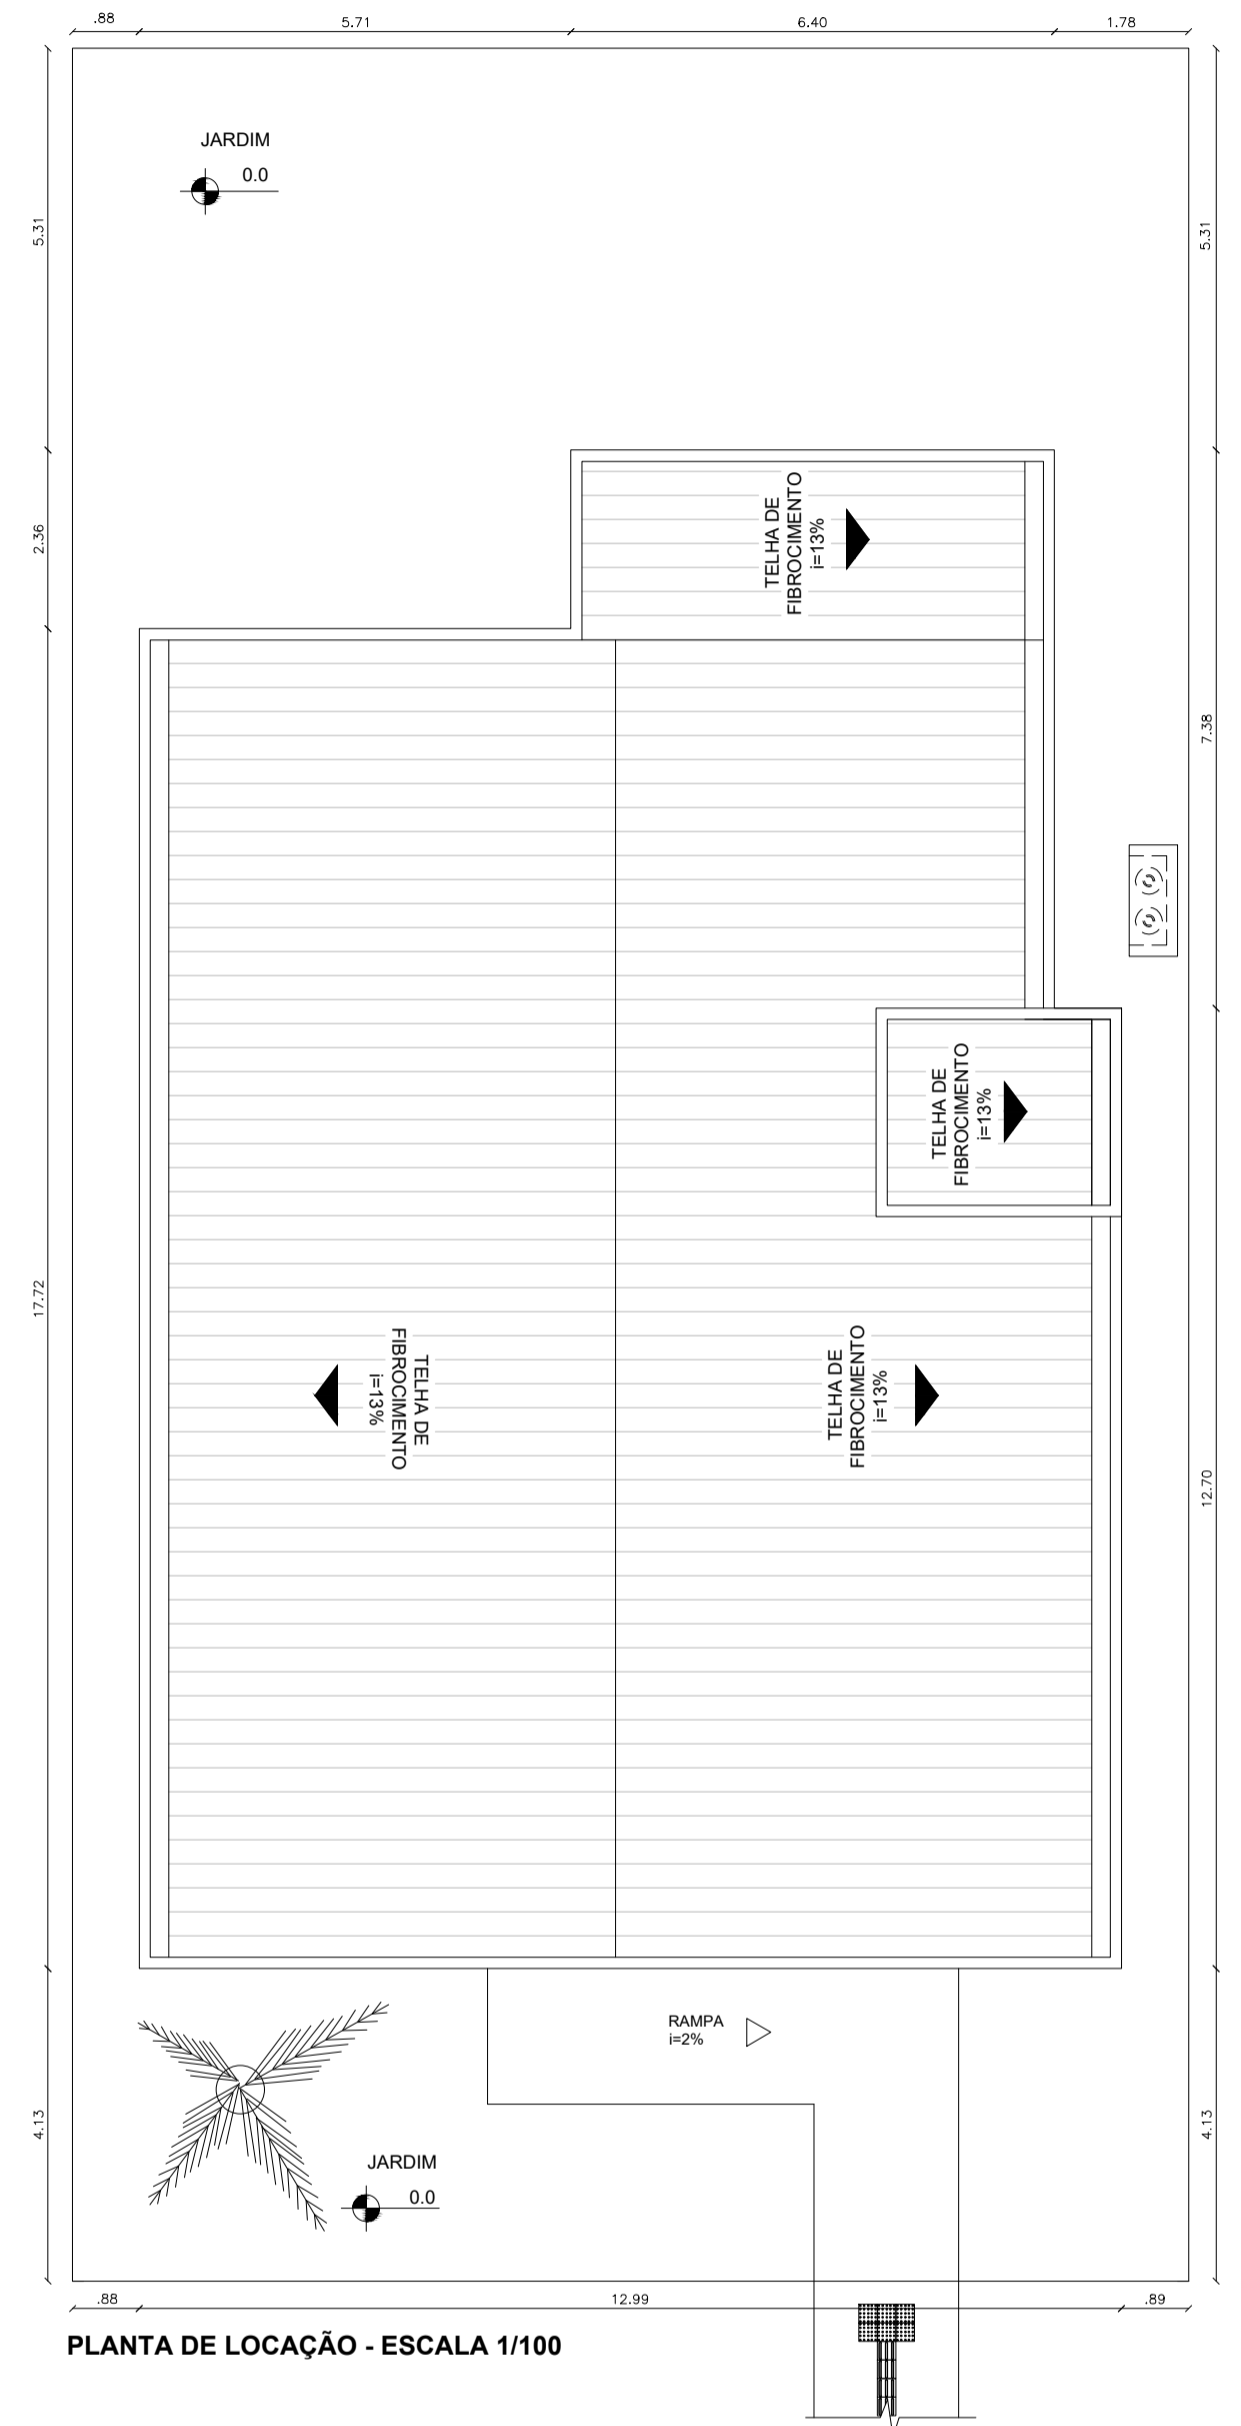 .88
5.71
6.40
1.78
JARDIM
0.0
5.31
5.31
TELHA DE
FIBROCIMENTO
i=13%
2.36
7.38
TELHA DE
FIBROCIMENTO
i=13%
17.72
TELHA DE
FIBROCIMENTO
i=13%
TELHA DE
FIBROCIMENTO
i=13%
12.70
RAMPA
i=2%
4.13
4.13
JARDIM
0.0
.88
12.99
.89
PLANTA DE LOCAÇÃO - ESCALA 1/100